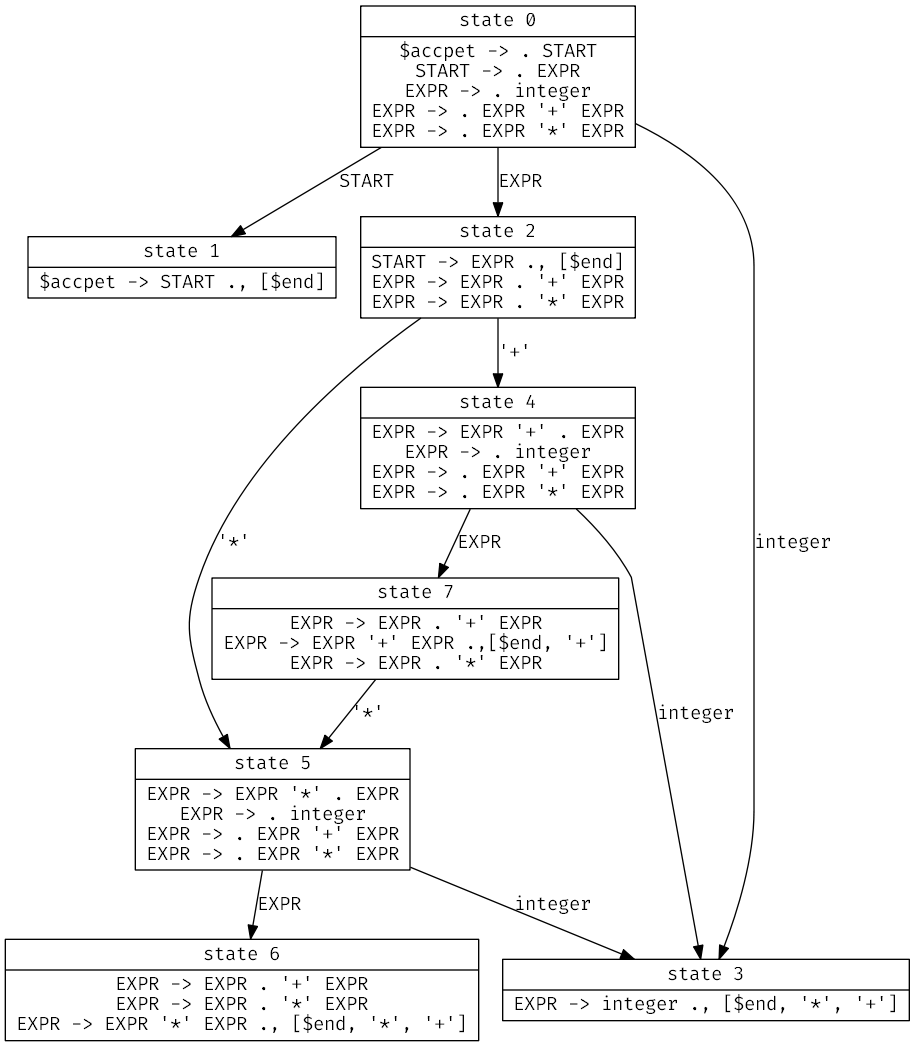 state 0
$accpet -> . START
START -> . EXPR
EXPR -> . integer
EXPR -> . EXPR '+' EXPR
EXPR -> . EXPR '*' EXPR
START
EXPR
state 1
$accpet -> START ., [$end]
state 2
START -> EXPR ., [$end]
EXPR -> EXPR . '+' EXPR
EXPR -> EXPR . '*' EXPR
'+'
state 4
EXPR -> EXPR '+' . EXPR
EXPR -> . integer
EXPR -> . EXPR '+' EXPR
EXPR -> . EXPR '*' EXPR
'*'
EXPR
integer
state 7
EXPR -> EXPR . '+' EXPR
EXPR -> EXPR '+' EXPR .,[$end, '+']
EXPR -> EXPR . '*' EXPR
'*'
integer
state 5
EXPR -> EXPR '*' . EXPR
EXPR -> . integer
EXPR -> . EXPR '+' EXPR
EXPR -> . EXPR '*' EXPR
EXPR
integer
state 6
EXPR -> EXPR . '+' EXPR
EXPR -> EXPR . '*' EXPR
EXPR -> EXPR '*' EXPR ., [$end, '*', '+']
state 3
EXPR -> integer ., [$end, '*', '+']